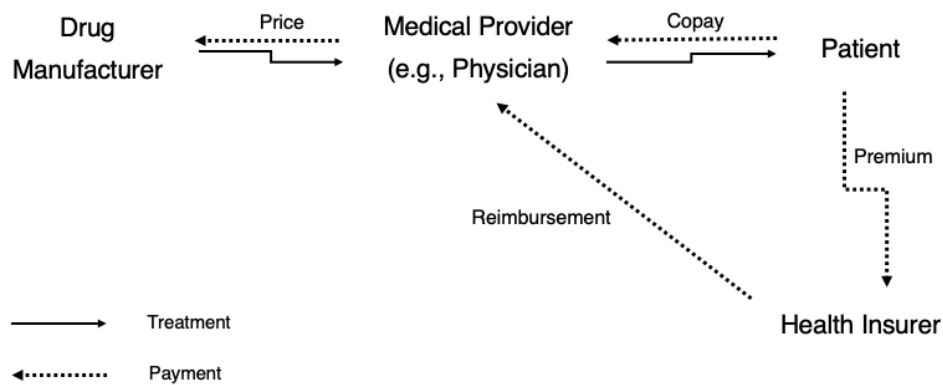 Drug
Manufacturer
Price
Medical Provider
(e.g., Physician)
Copay
Patient
Premium
Reimbursement
Health Insurer
Treatment
Payment